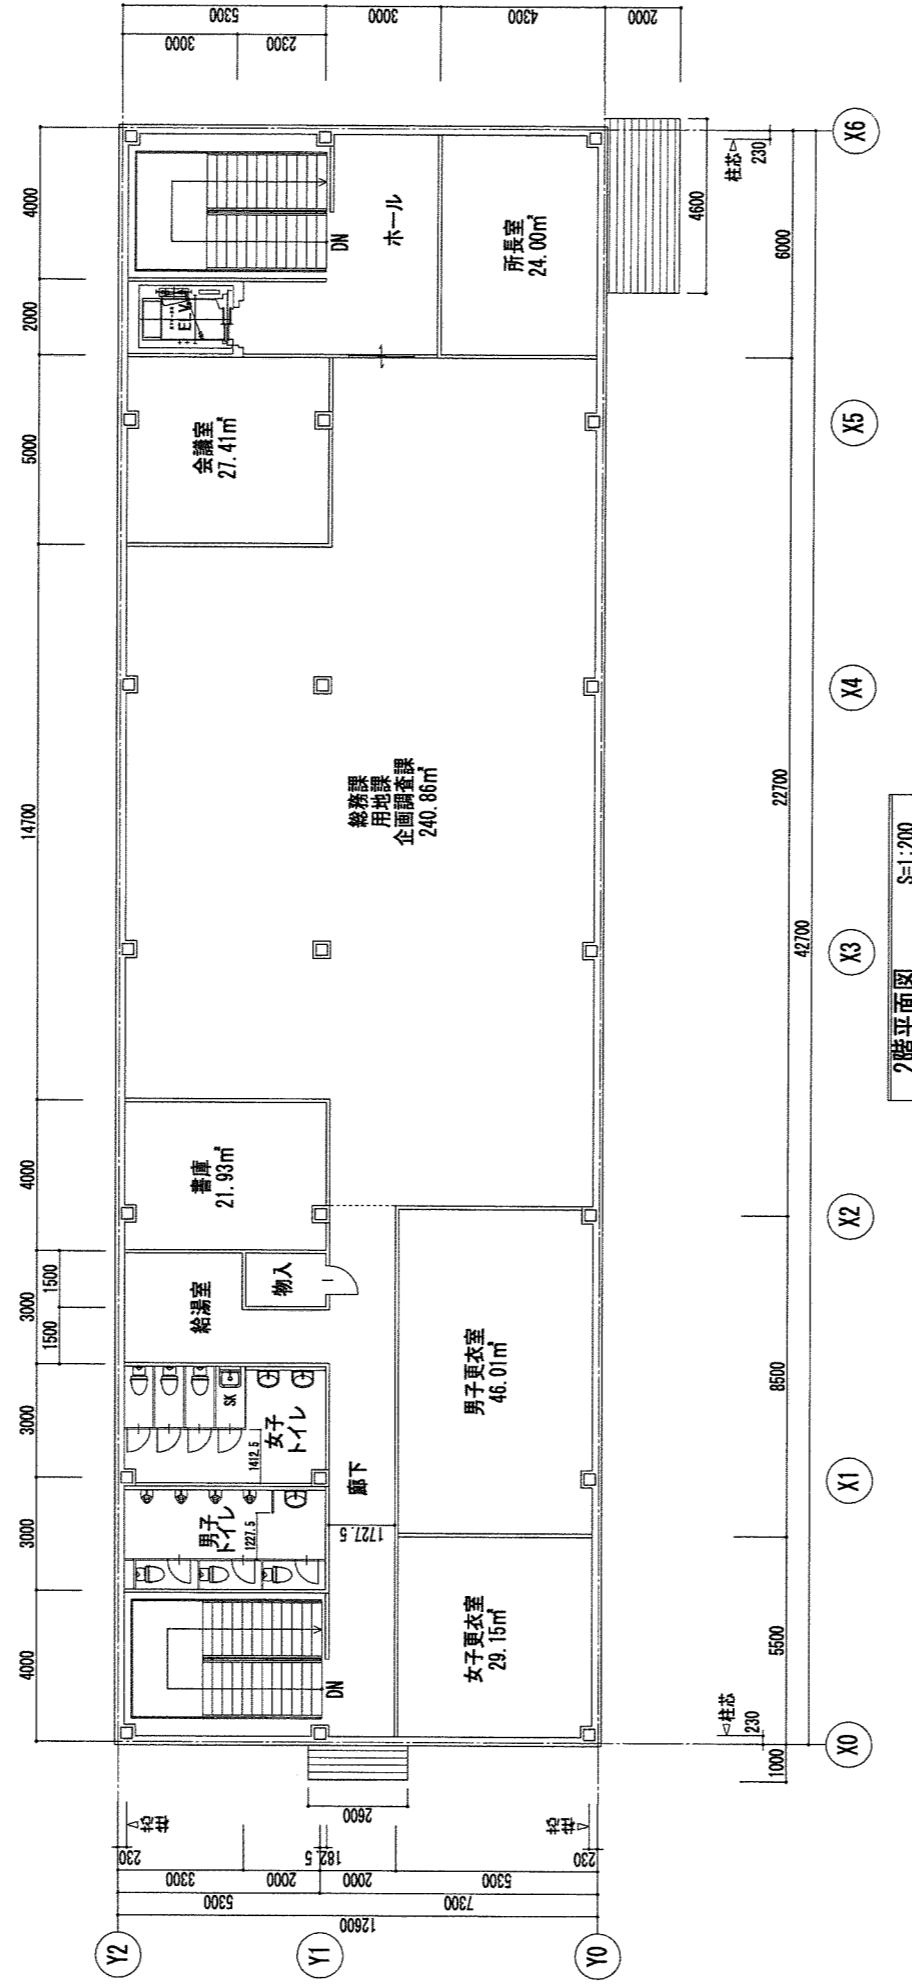 4000
3000
3000
3000
1500
1500
4000
14700
5000
2000
4000
5300
3000
2300
3000
4300
2000
DN
男子
トイレ
1227.5
女子
トイレ
1412.5
SK
給湯室
物入
書庫
21.93㎡
総務課
用地課
企画調査課
240.86㎡
会議室
27.41㎡
ELV
DN
ホール
所長室
24.00㎡
廊下
1727.5
女子更衣室
29.15㎡
男子更衣室
46.01㎡
2600
柱芯
柱芯
230
182.5
230
3300
2000
2000
5300
5300
7300
12600
Y2
Y1
Y0
4600
柱芯
230
1000
5500
8500
22700
6000
柱芯
230
42700
X0
X1
X2
X3
X4
X5
X6
2階平面図 S=1:200